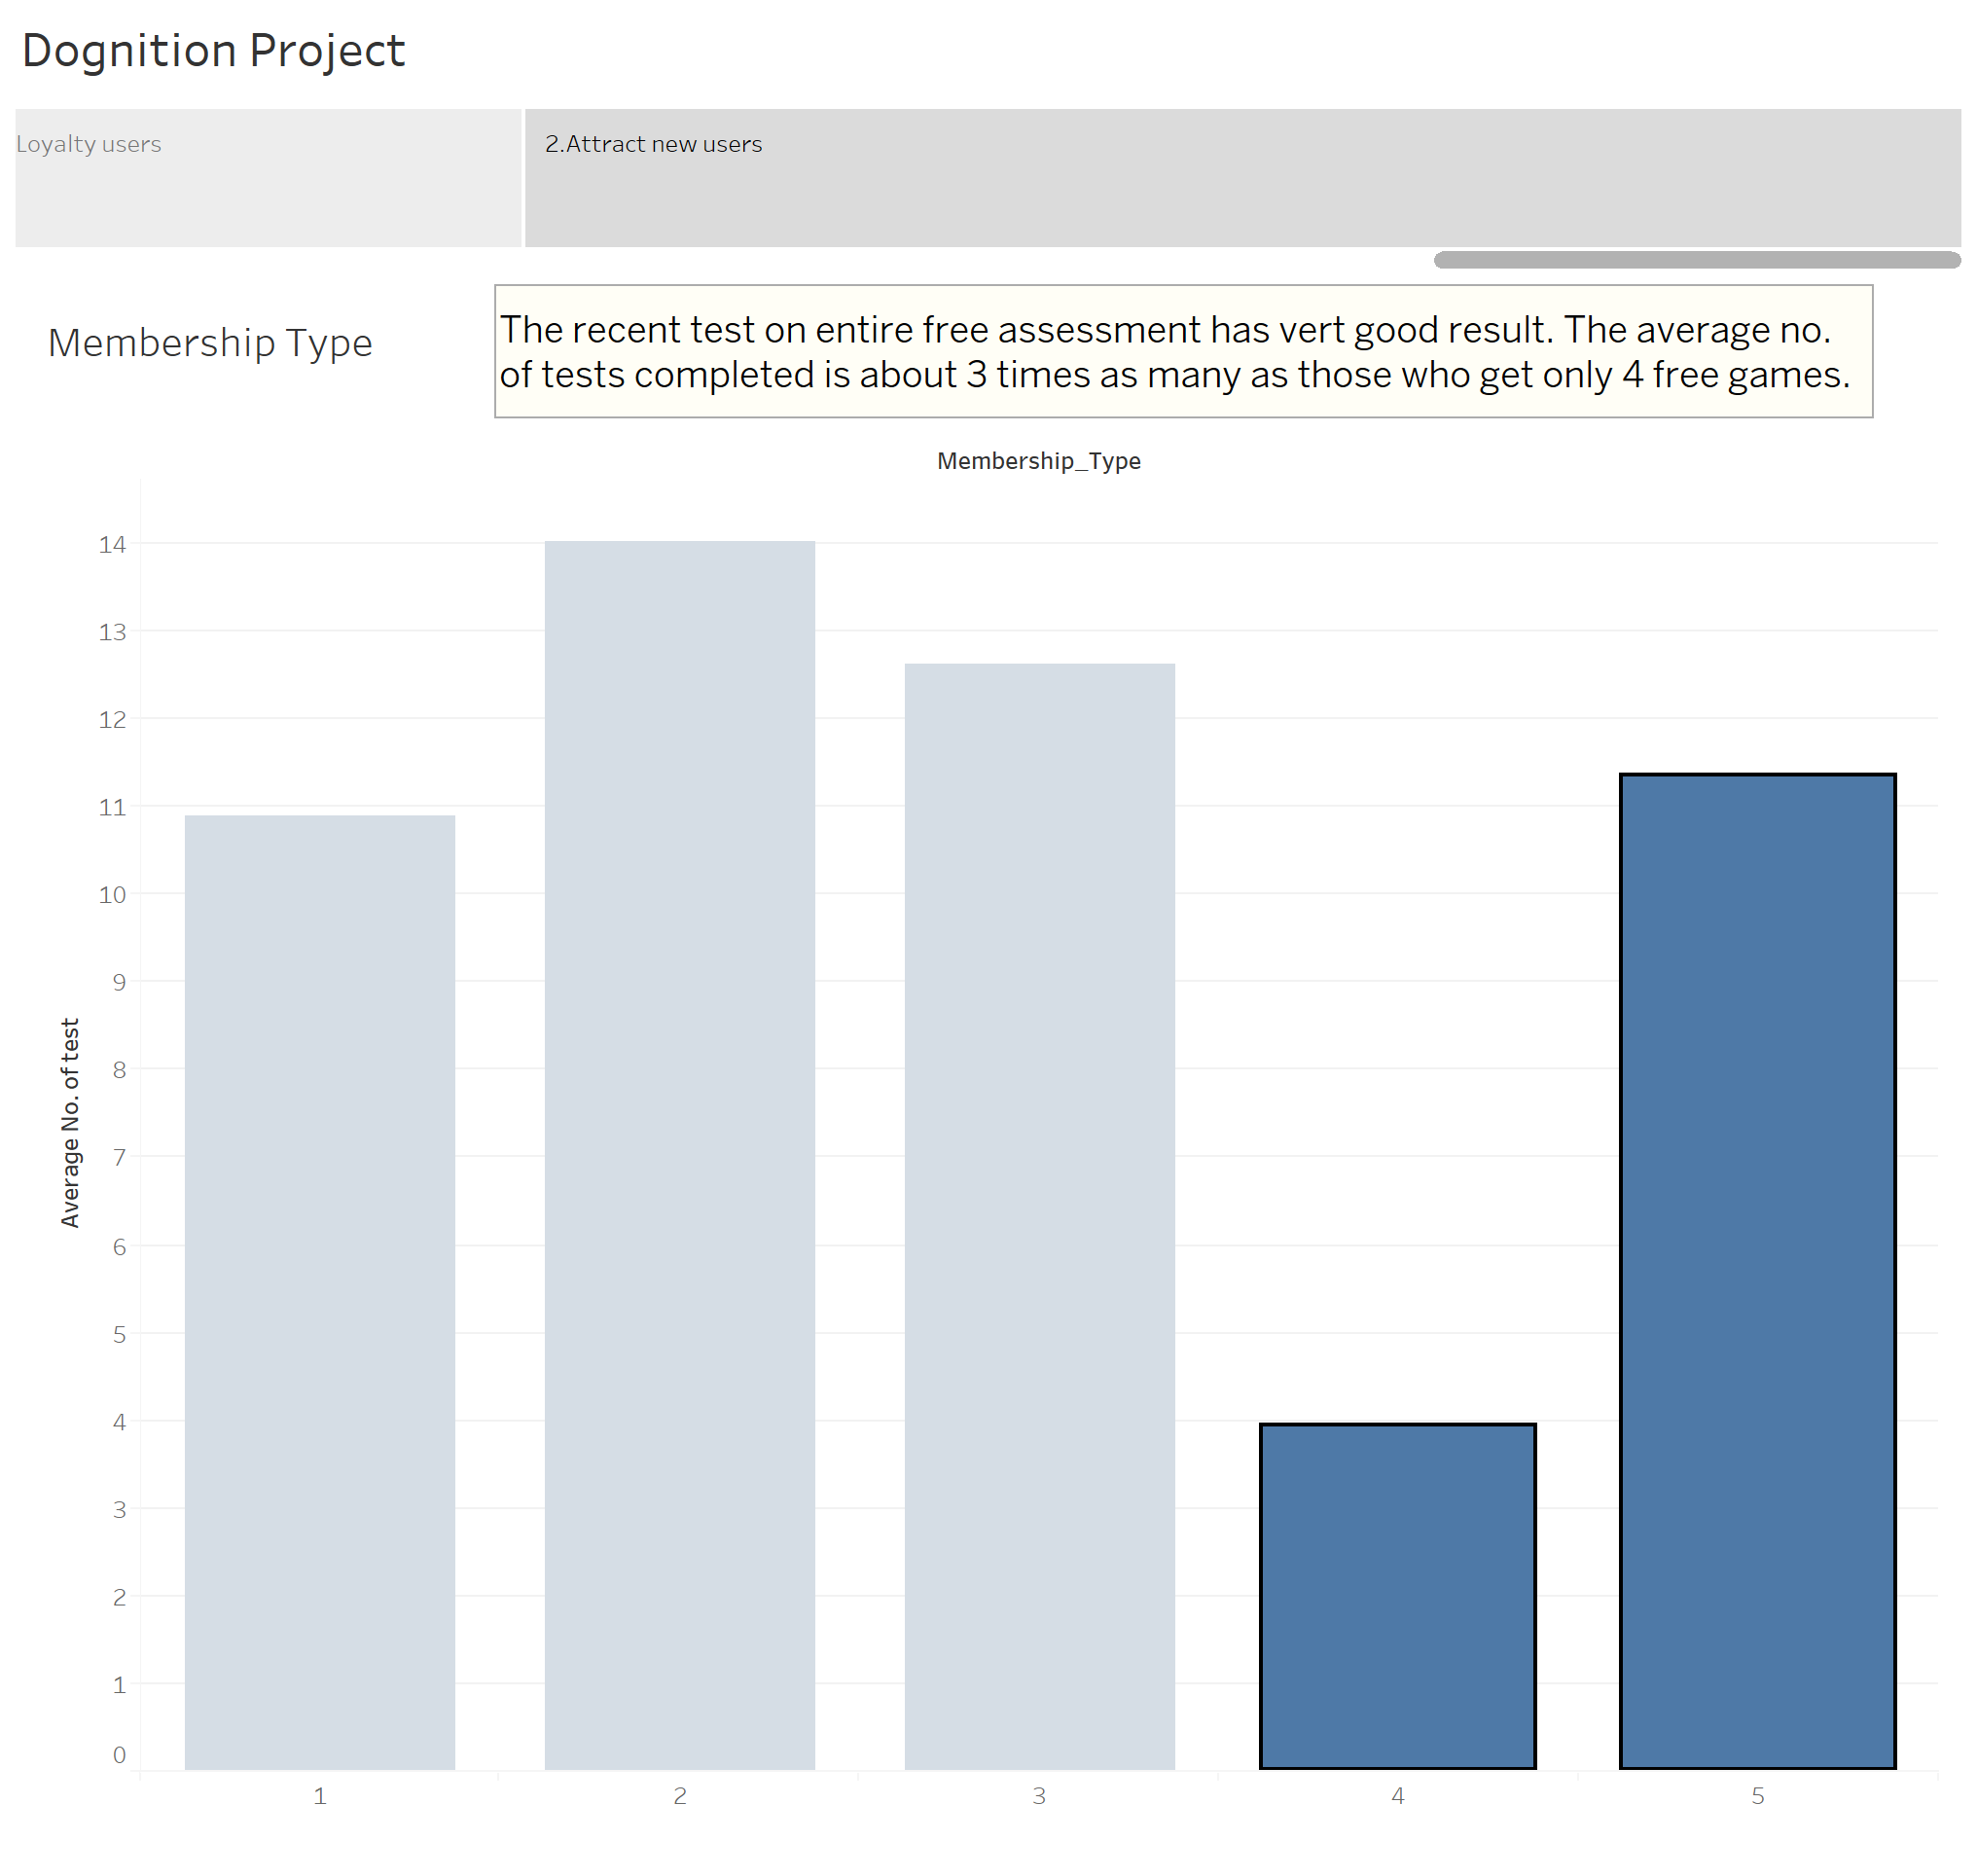 Dognition Project
Loyalty users
2.Attract new users
Membership Type
The recent test on entire free assessment has vert good result. The average no.
of tests completed is about 3 times as many as those who get only 4 free games.
Membership_Type
14
13
12
11
10
9
8
7
6
5
4
3
2
1
0
Average No. of test
1
2
3
4
5